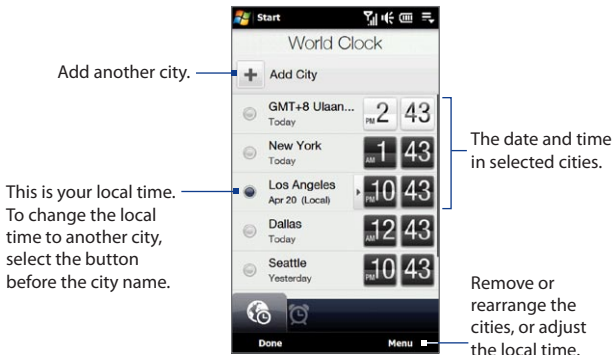 Start
World Clock
Add another city.
Add City
GMT+8 Ulaan...
Today
PM 2 43
New York
Today
AM 1 43
Los Angeles
Apr 20 (Local)
PM 10 43
Dallas
Today
AM 12 43
Seattle
Yesterday
PM 10 43
Done
Menu
This is your local time.
To change the local
time to another city,
select the button
before the city name.
The date and time
in selected cities.
Remove or
rearrange the
cities, or adjust
the local time.